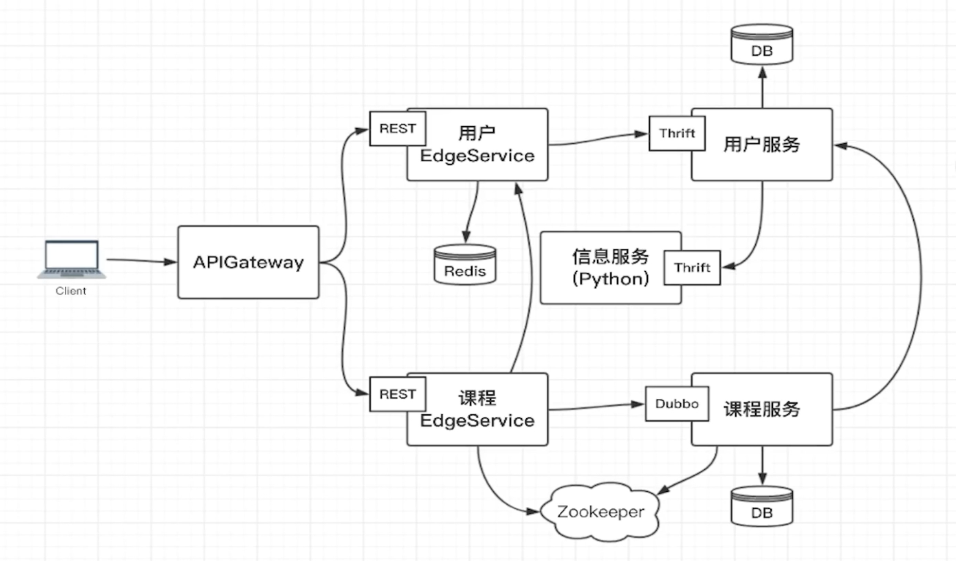 DB
REST
用户
EdgeService
Thrift
用户服务
Client
APIGateway
Redis
信息服务
(Python)
Thrift
REST
课程
EdgeService
Dubbo
课程服务
Zookeeper
DB